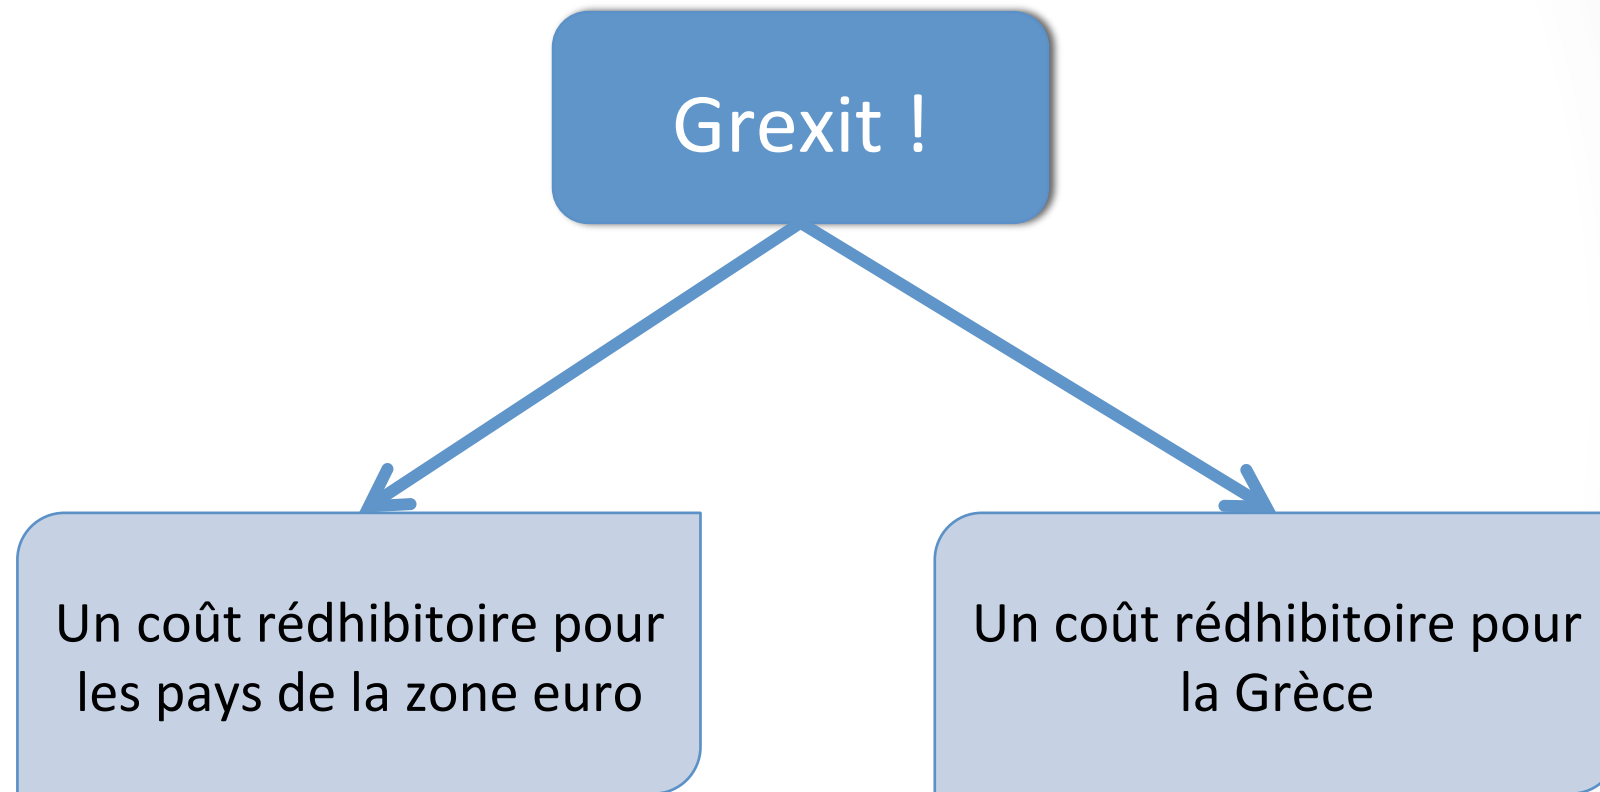 Grexit !
Un coût rédhibitoire pour
les pays de la zone euro
Un coût rédhibitoire pour
la Grèce